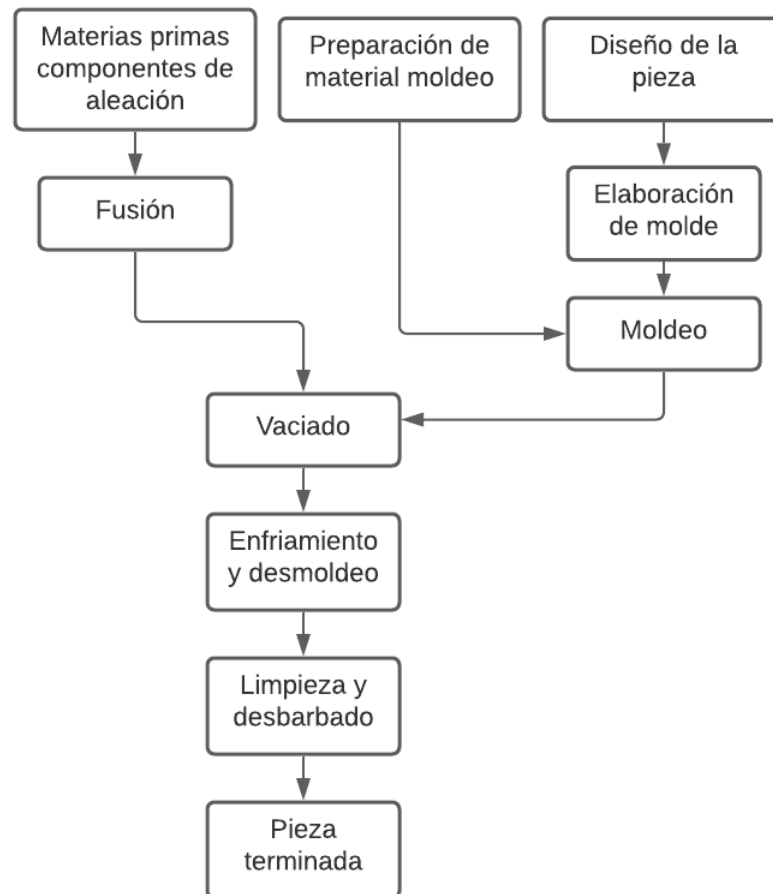 Materias primas
componentes de
aleación
Preparación de
material moldeo
Diseño de la
pieza
Fusión
Elaboración
de molde
Moldeo
Vaciado
Enfriamiento
y desmoldeo
Limpieza y
desbarbado
Pieza
terminada